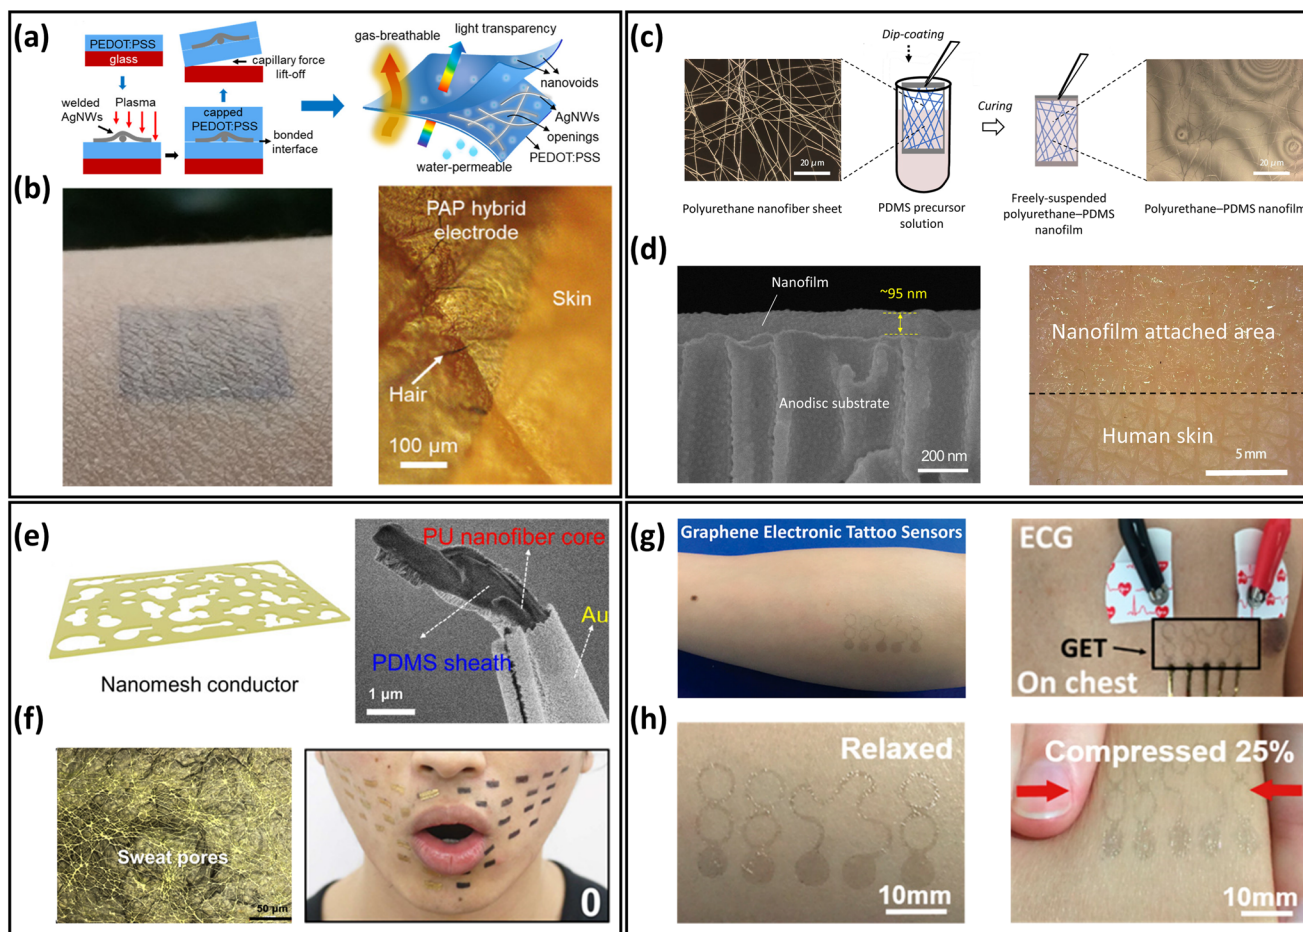 (a)
PEDOT:PSS
glass
capillary force
lift-off
welded
AgNWs
Plasma
capped
PEDOT:PSS
bonded
interface
gas-breathable
light transparency
nanovoids
AgNWs
openings
PEDOT:PSS
water-permeable
(b)
PAP hybrid
electrode
Skin
Hair
100 μm
(c)
Dip-coating
Curing
20 μm
20 μm
Polyurethane nanofiber sheet
PDMS precursor
solution
Freely-suspended
polyurethane–PDMS
nanofilm
Polyurethane–PDMS nanofilm
(d)
Nanofilm
~95 nm
Anodisc substrate
200 nm
Nanofilm attached area
Human skin
5 mm
(e)
Nanomesh conductor
PU nanofiber core
Au
PDMS sheath
1 μm
(f)
Sweat pores
50 μm
0
(g)
Graphene Electronic Tattoo Sensors
ECG
GET
On chest
(h)
Relaxed
10mm
Compressed 25%
10mm